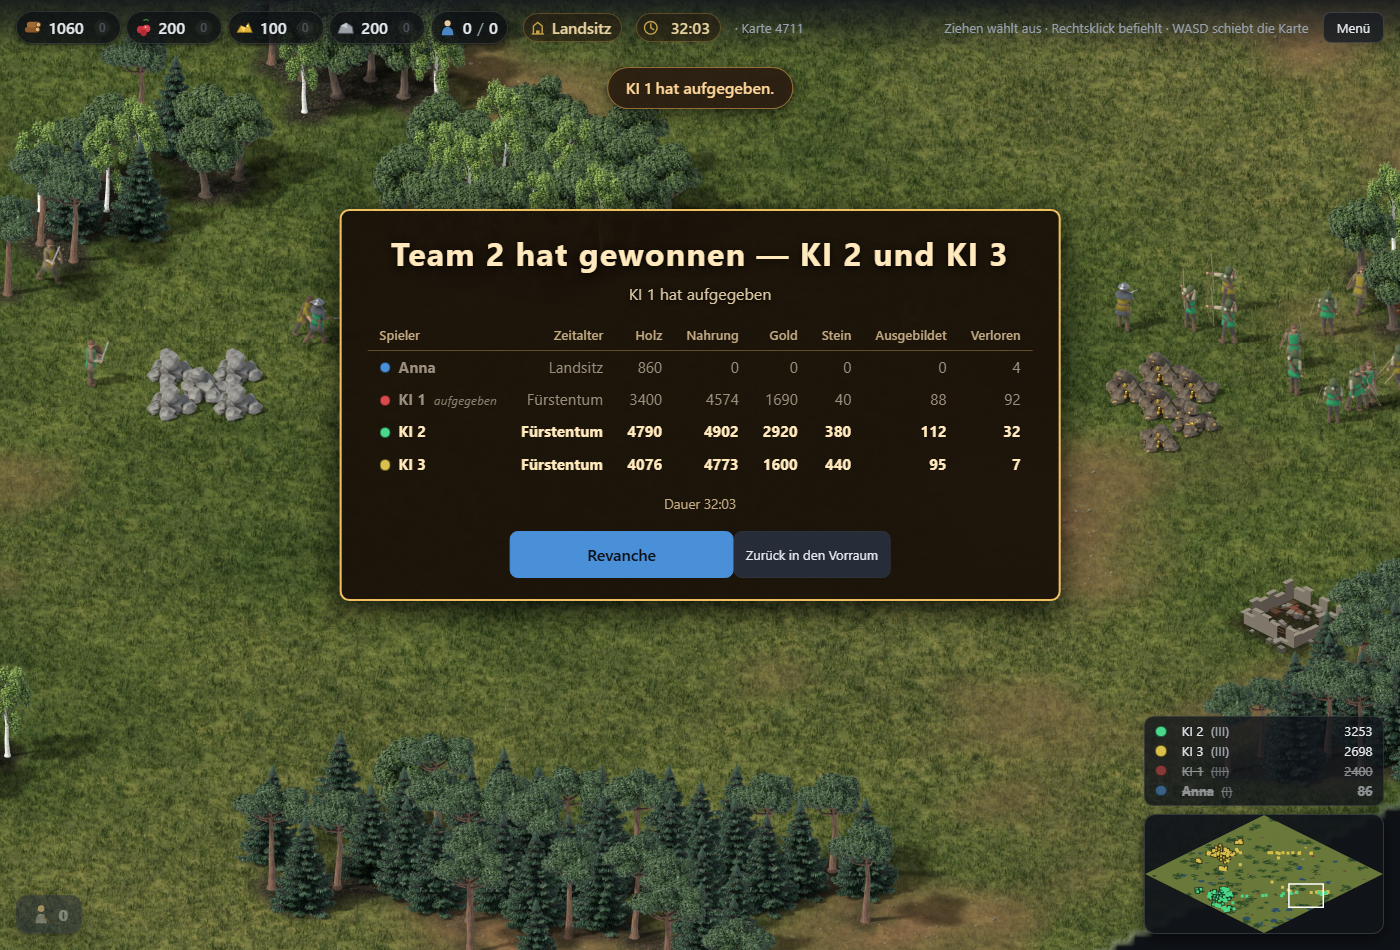 1060 0 200 0 100 0 200 0 0 / 0 Landsitz 32:03 · Karte 4711 Ziehen wählt aus · Rechtsklick befiehlt · WASD schiebt die Karte Menü
KI 1 hat aufgegeben.
Team 2 hat gewonnen — KI 2 und KI 3
KI 1 hat aufgegeben
Spieler Zeitalter Holz Nahrung Gold Stein Ausgebildet Verloren
Anna Landsitz 860 0 0 0 0 4
KI 1 aufgegeben Fürstentum 3400 4574 1690 40 88 92
KI 2 Fürstentum 4790 4902 2920 380 112 32
KI 3 Fürstentum 4076 4773 1600 440 95 7
Dauer 32:03
Revanche Zurück in den Vorraum
KI 2 (III) 3253
KI 3 (III) 2698
KI 1 (III) 2400
Anna (I) 86
0